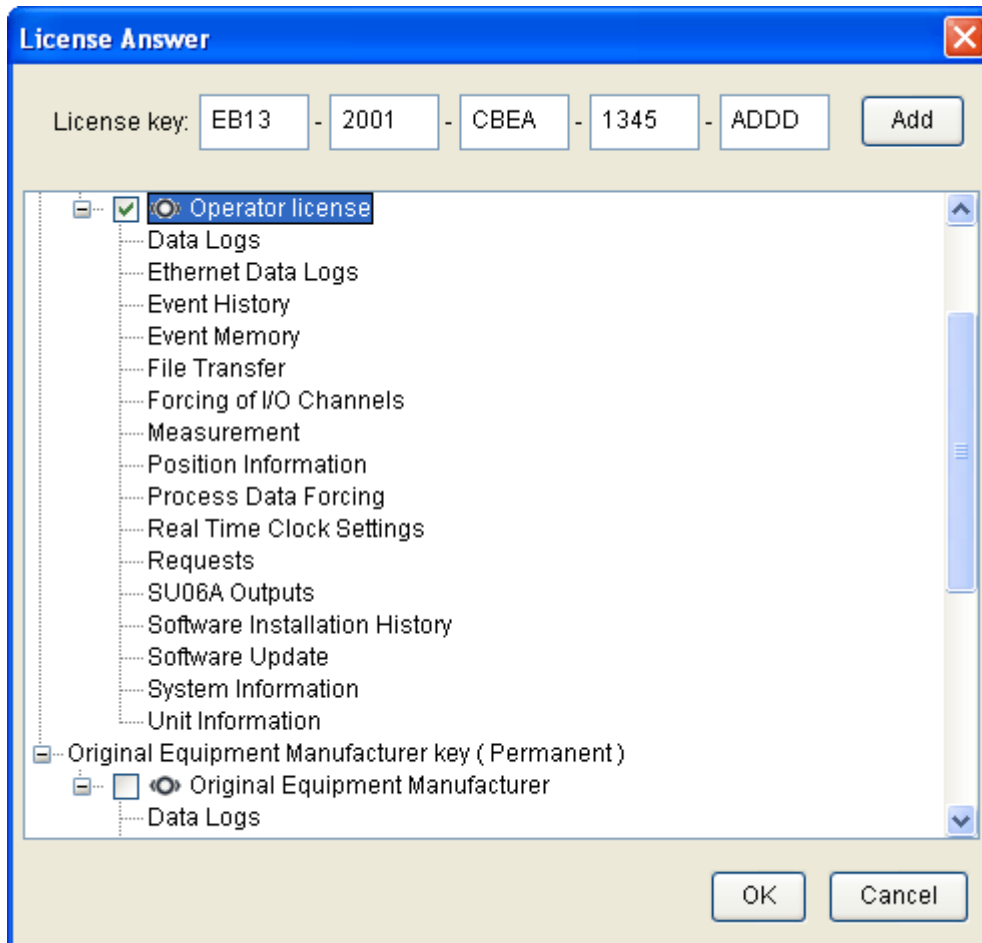 License Answer
License key: EB13 - 2001 - CBEA - 1345 - ADDD Add
Operator license
Data Logs
Ethernet Data Logs
Event History
Event Memory
File Transfer
Forcing of I/O Channels
Measurement
Position Information
Process Data Forcing
Real Time Clock Settings
Requests
SU06A Outputs
Software Installation History
Software Update
System Information
Unit Information
Original Equipment Manufacturer key ( Permanent )
Original Equipment Manufacturer
Data Logs
OK Cancel